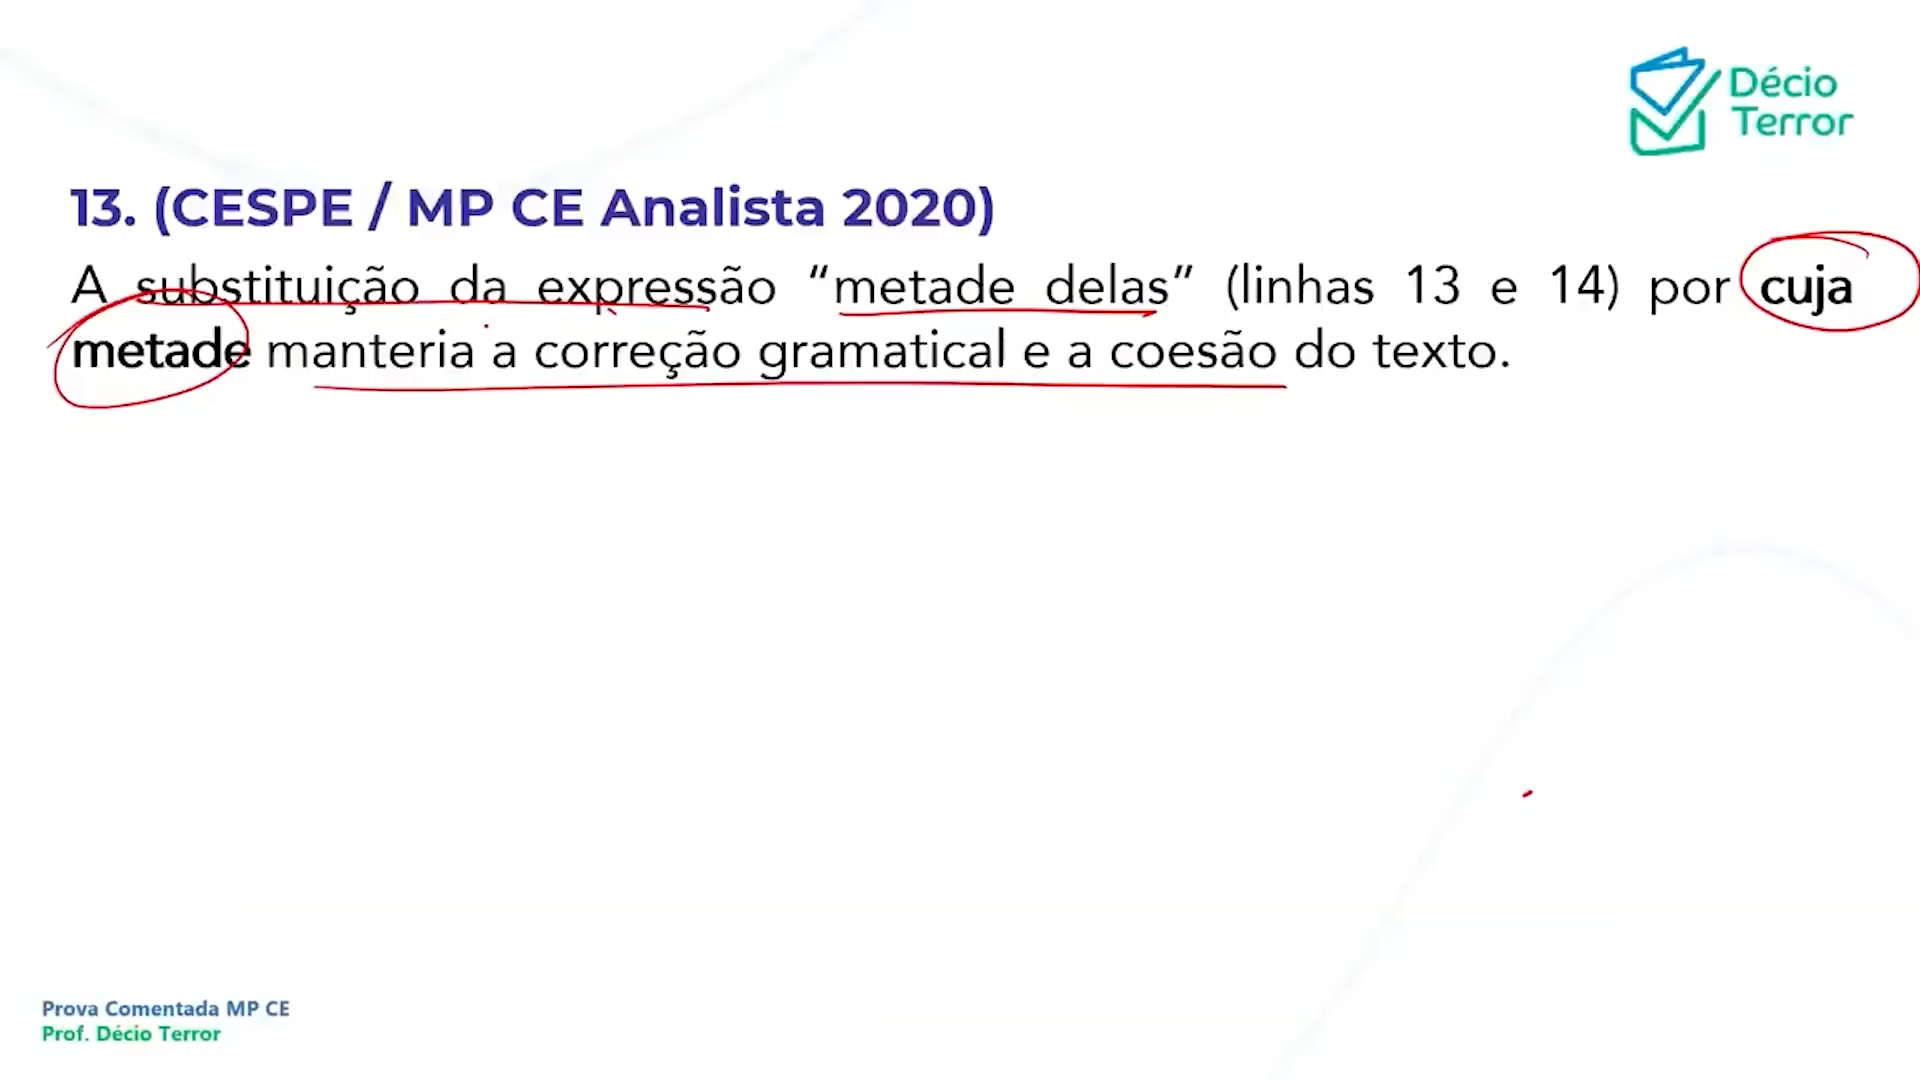 Décio
Terror
13. (CESPE / MP CE Analista 2020)
A substituição da expressão “metade delas” (linhas 13 e 14) por cuja
metade manteria a correção gramatical e a coesão do texto.
Prova Comentada MP CE
Prof. Décio Terror